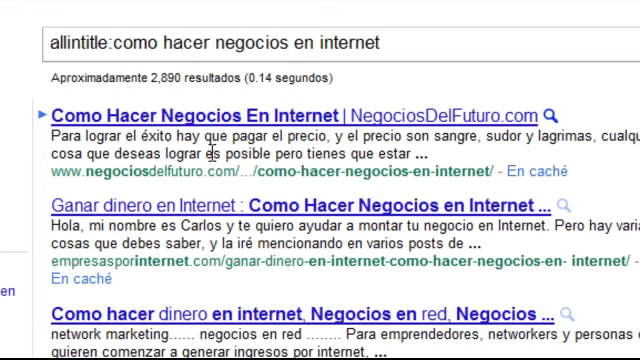 allintitle:como hacer negocios en internet
Aproximadamente 2,890 resultados (0.14 segundos)
Como Hacer Negocios En Internet | NegociosDelFuturo.com
Para lograr el éxito hay que pagar el precio, y el precio son sangre, sudor y lagrimas, cualqu
cosa que deseas lograr es posible pero tienes que estar ...
www.negociosdelfuturo.com/.../como-hacer-negocios-en-internet/ - En caché
Ganar dinero en Internet : Como Hacer Negocios en Internet ...
Hola, mi nombre es Carlos y te quiero ayudar a montar tu negocio en Internet. Pero hay varia
cosas que debes saber, y la iré mencionando en varios posts de ...
empresasporinternet.com/ganar-dinero-en-internet-como-hacer-negocios-en- internet/ -
En caché
en
Como hacer dinero en internet, Negocios en red, Negocios ...
network marketing...... negocios en red ........ Para emprendedores, networkers y personas
quieren comenzar a generar ingresos por internet, ...